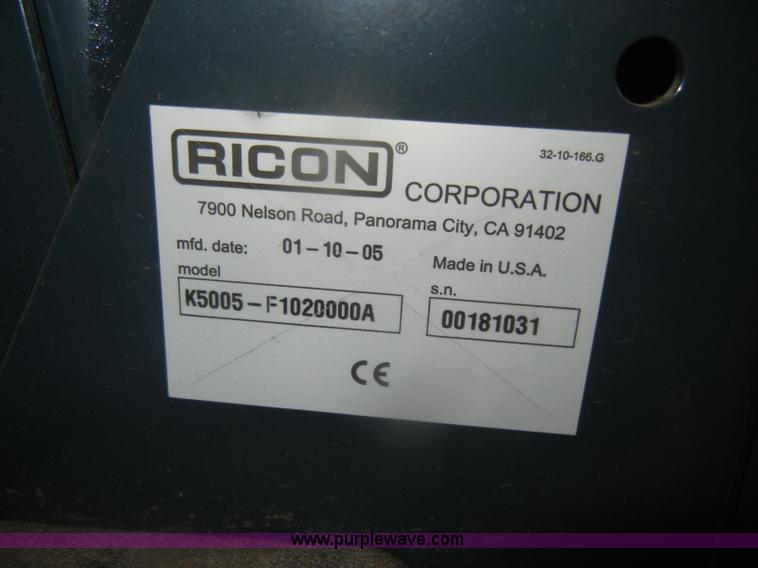 RICON®
32-10-166.G
CORPORATION
7900 Nelson Road, Panorama City, CA 91402
mfd. date: 01-10-05
Made in U.S.A.
model
s.n.
K5005-F1020000A
00181031
CE
www.purplewave.com